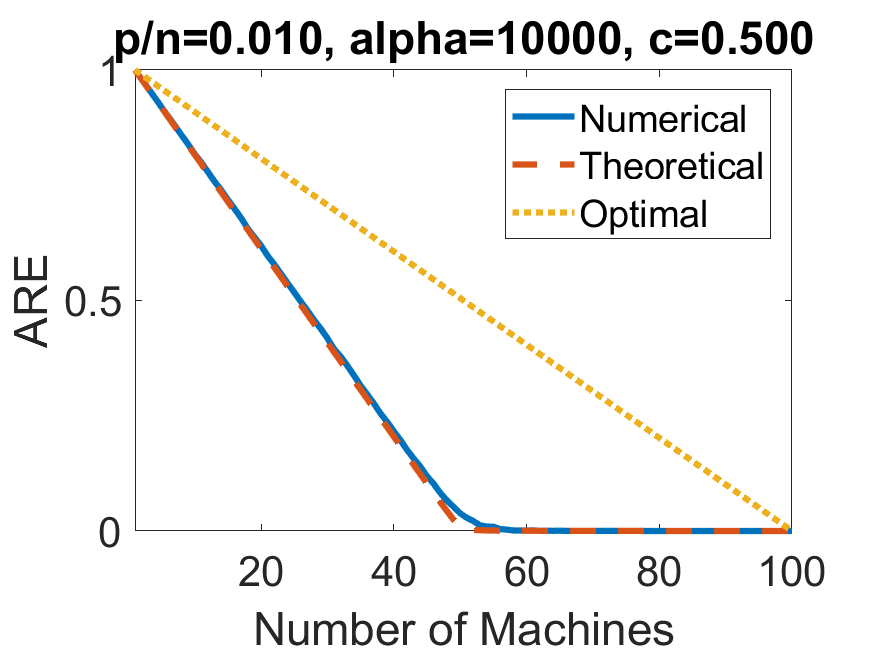 p/n=0.010, alpha=10000, c=0.500
1
0.5
0
ARE
Numerical
Theoretical
Optimal
20 40 60 80 100
Number of Machines